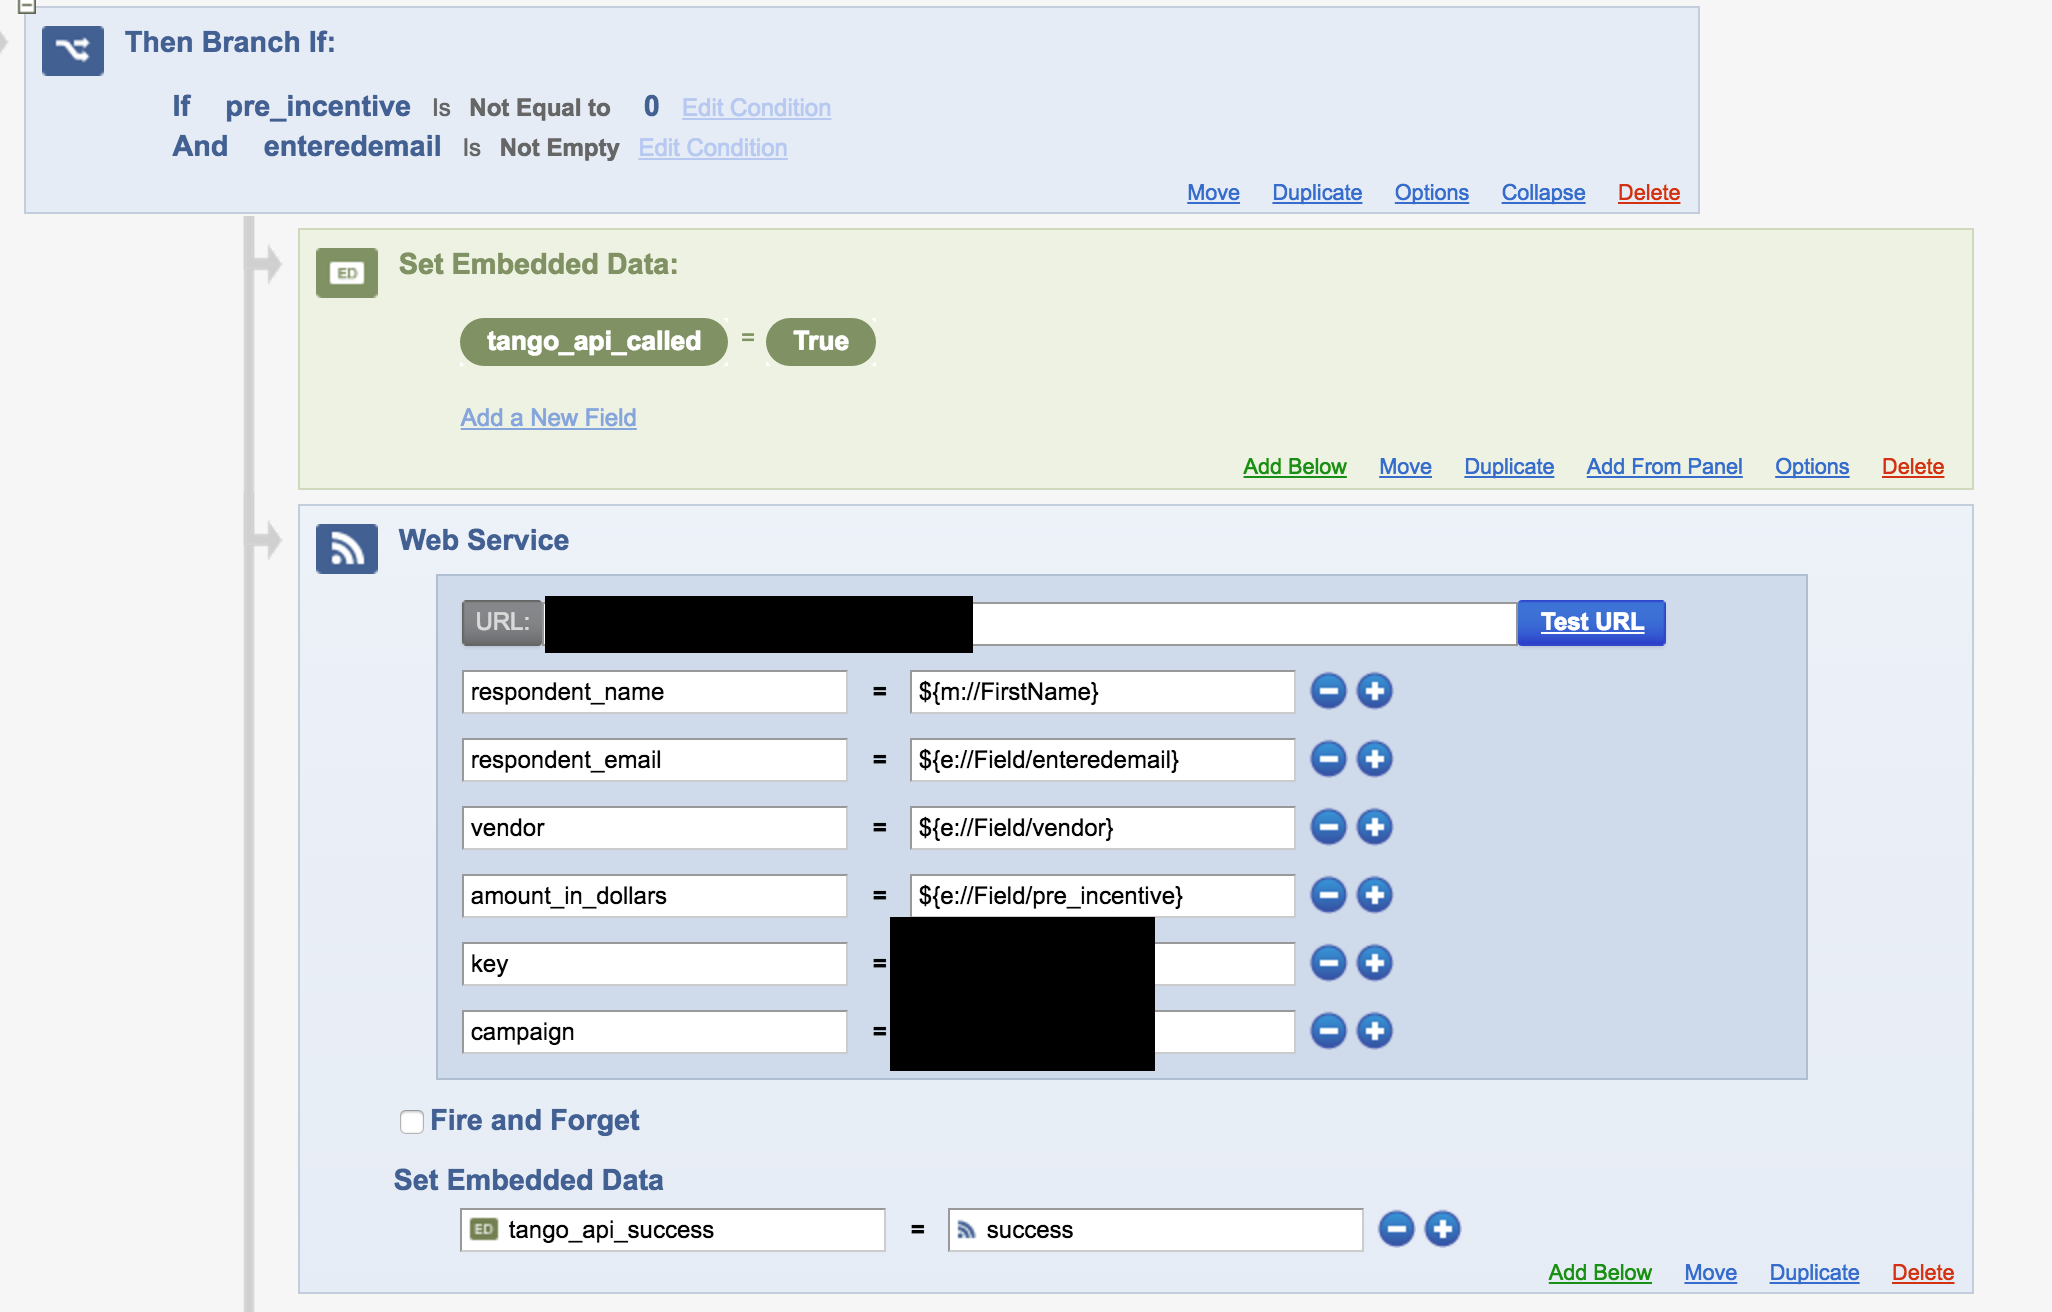 Then Branch If:
If pre_incentive Is Not Equal to 0 Edit Condition
And enteredemail Is Not Empty Edit Condition
Move Duplicate Options Collapse Delete
ED Set Embedded Data:
tango_api_called = True
Add a New Field
Add Below Move Duplicate Add From Panel Options Delete
Web Service
URL: Test URL
respondent_name = ${m://FirstName}
respondent_email = ${e://Field/enteredemail}
vendor = ${e://Field/vendor}
amount_in_dollars = ${e://Field/pre_incentive}
key =
campaign =
Fire and Forget
Set Embedded Data
ED tango_api_success = success
Add Below Move Duplicate Delete